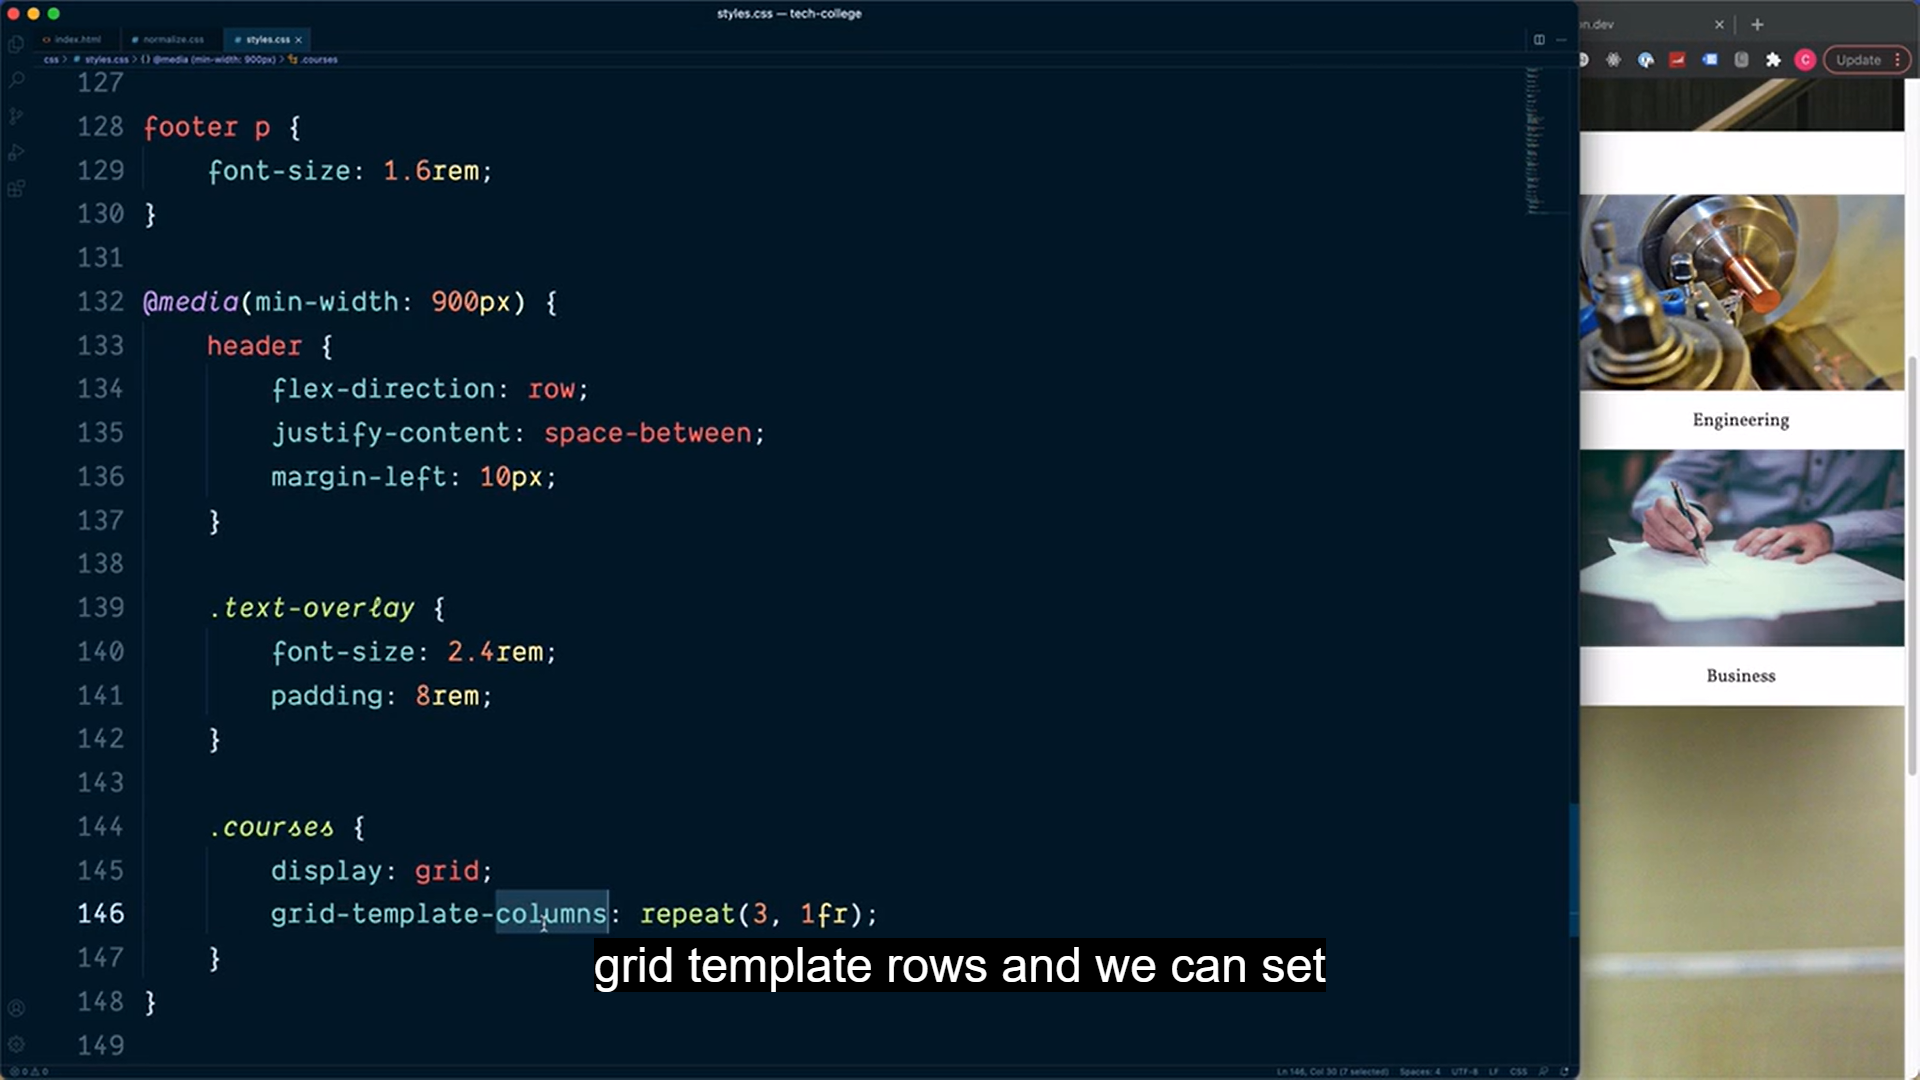 styles.css — tech-college
index.html normalize.css styles.css
css > styles.css > {} @media (min-width: 900px) > .courses
127
128 footer p {
129 font-size: 1.6rem;
130 }
131
132 @media(min-width: 900px) {
133 header {
134 flex-direction: row;
135 justify-content: space-between;
136 margin-left: 10px;
137 }
138
139 .text-overlay {
140 font-size: 2.4rem;
141 padding: 8rem;
142 }
143
144 .courses {
145 display: grid;
146 grid-template-columns: repeat(3, 1fr);
147 }
148 }
149
grid template rows and we can set
Ln 146, Col 30 (7 selected) Spaces: 4 UTF-8 LF CSS
n.dev
C Update
Engineering
Business